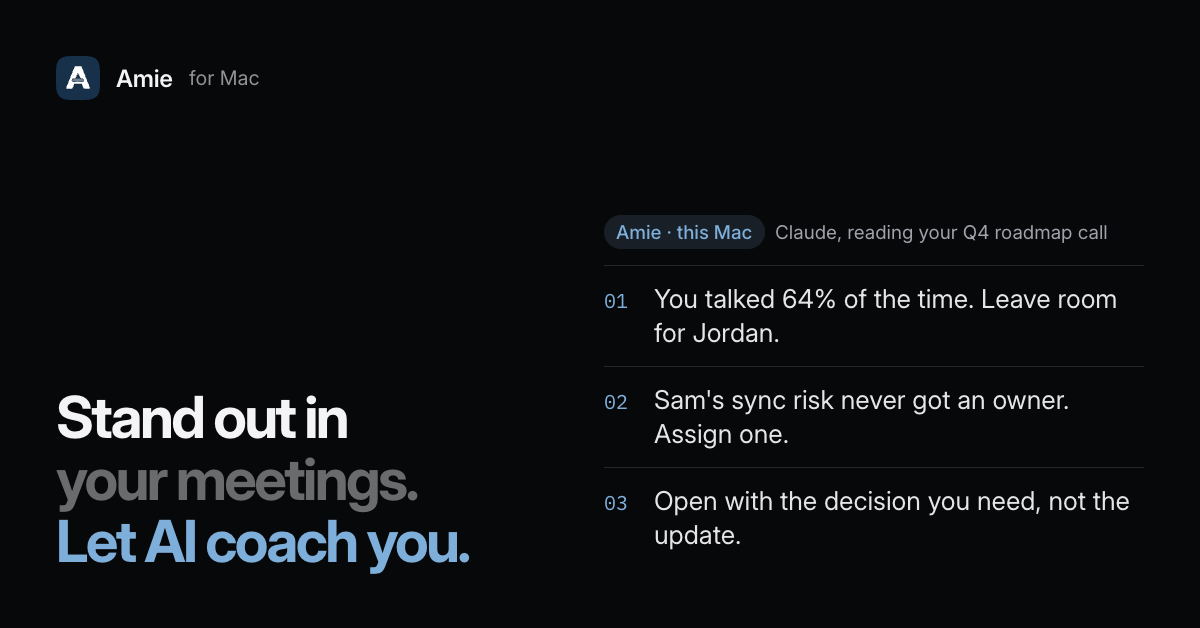 A
Amie for Mac
Stand out in
your meetings.
Let AI coach you.
Amie · this Mac Claude, reading your Q4 roadmap call
01 You talked 64% of the time. Leave room
for Jordan.
02 Sam's sync risk never got an owner.
Assign one.
03 Open with the decision you need, not the
update.